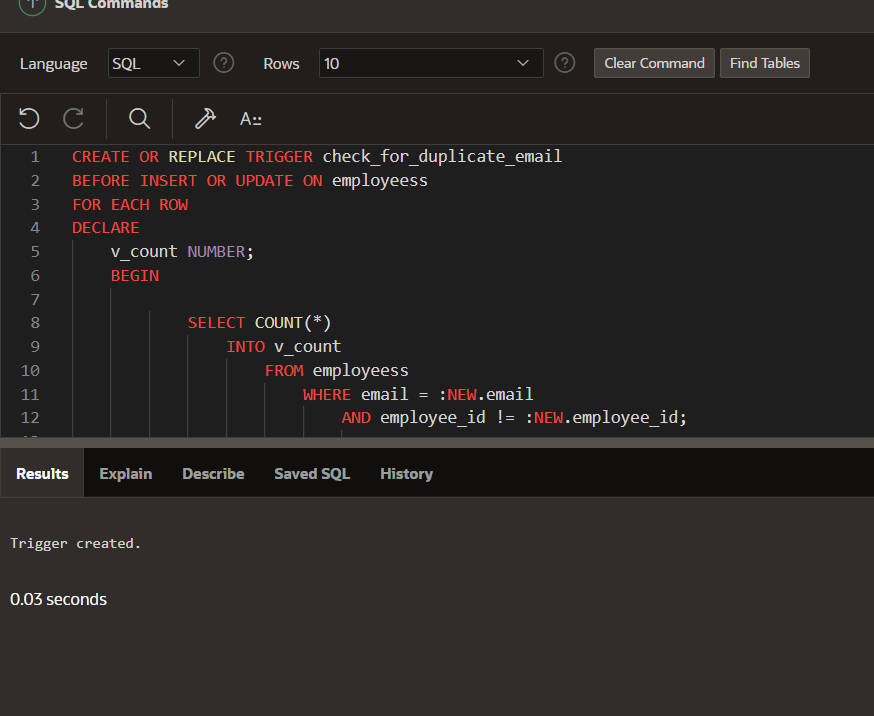 SQL Commands
Language SQL ? Rows 10 ? Clear Command Find Tables
A::
1 CREATE OR REPLACE TRIGGER check_for_duplicate_email
2 BEFORE INSERT OR UPDATE ON employeess
3 FOR EACH ROW
4 DECLARE
5 v_count NUMBER;
6 BEGIN
7
8 SELECT COUNT(*)
9 INTO v_count
10 FROM employeess
11 WHERE email = :NEW.email
12 AND employee_id != :NEW.employee_id;
Results Explain Describe Saved SQL History
Trigger created.
0.03 seconds